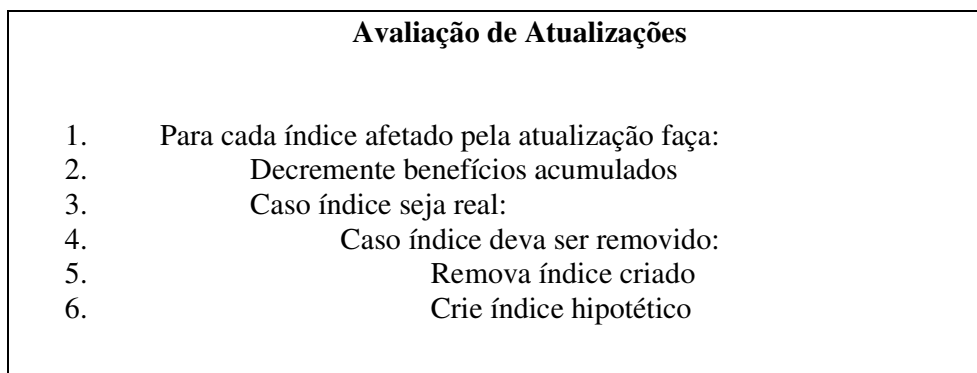 Avaliação de Atualizações
1. Para cada índice afetado pela atualização faça:
2. Decremente benefícios acumulados
3. Caso índice seja real:
4. Caso índice deva ser removido:
5. Remova índice criado
6. Crie índice hipotético